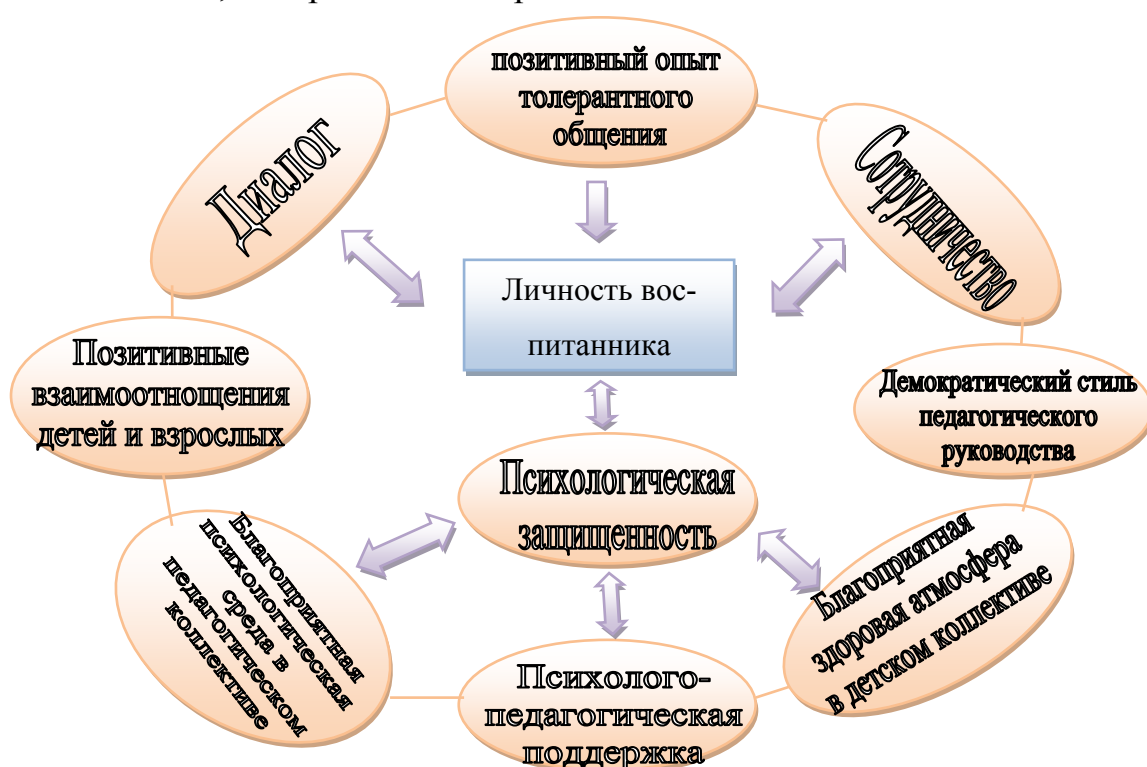 позитивный опыт
толерантного
общения
Диалог
Сотрудничество
Личность вос-
питанника
Позитивные
взаимоотнощения
детей и взрослых
Демократический стиль
педагогического
руководства
Психологическая
защищенность
Благоприятная
психологическая
среда в
педагогическом
коллективе
Благоприятная
здоровая атмосфера
в детском коллективе
Психолого-
педагогическая
поддержка